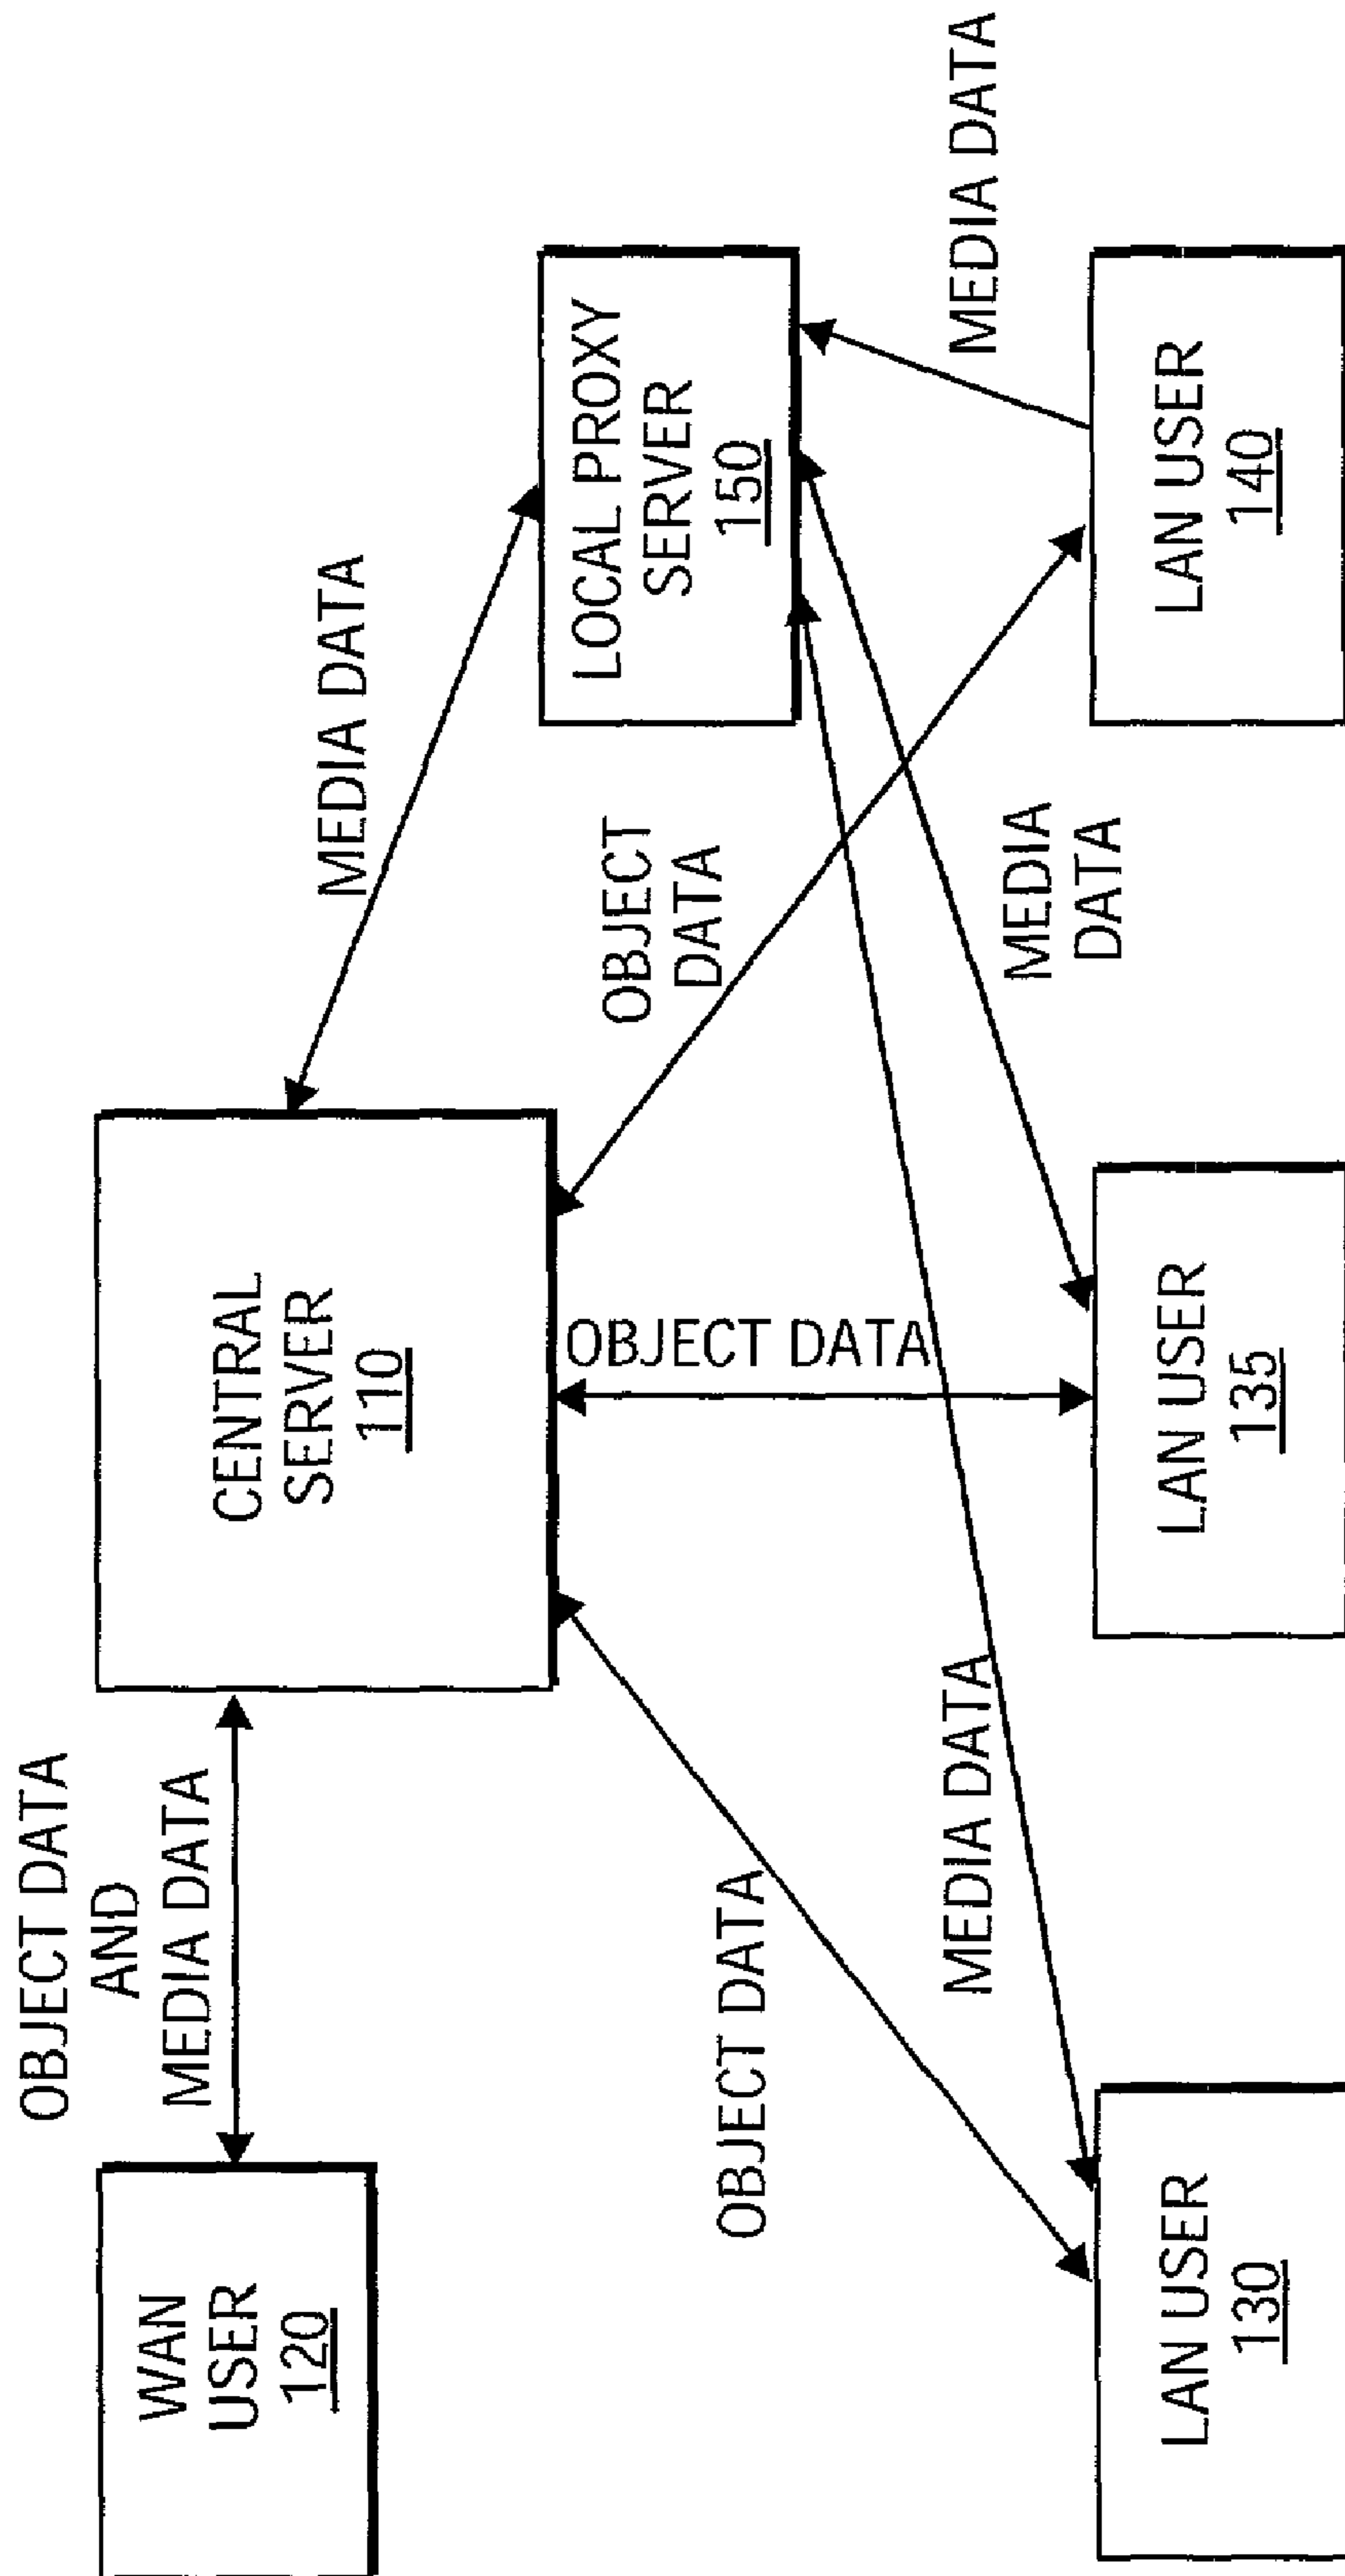 OBJECT DATA
AND
MEDIA DATA
WAN
USER
120
CENTRAL
SERVER
110
MEDIA DATA
LOCAL PROXY
SERVER
150
OBJECT DATA
OBJECT DATA
OBJECT
DATA
MEDIA DATA
MEDIA
DATA
MEDIA DATA
LAN USER
130
LAN USER
135
LAN USER
140